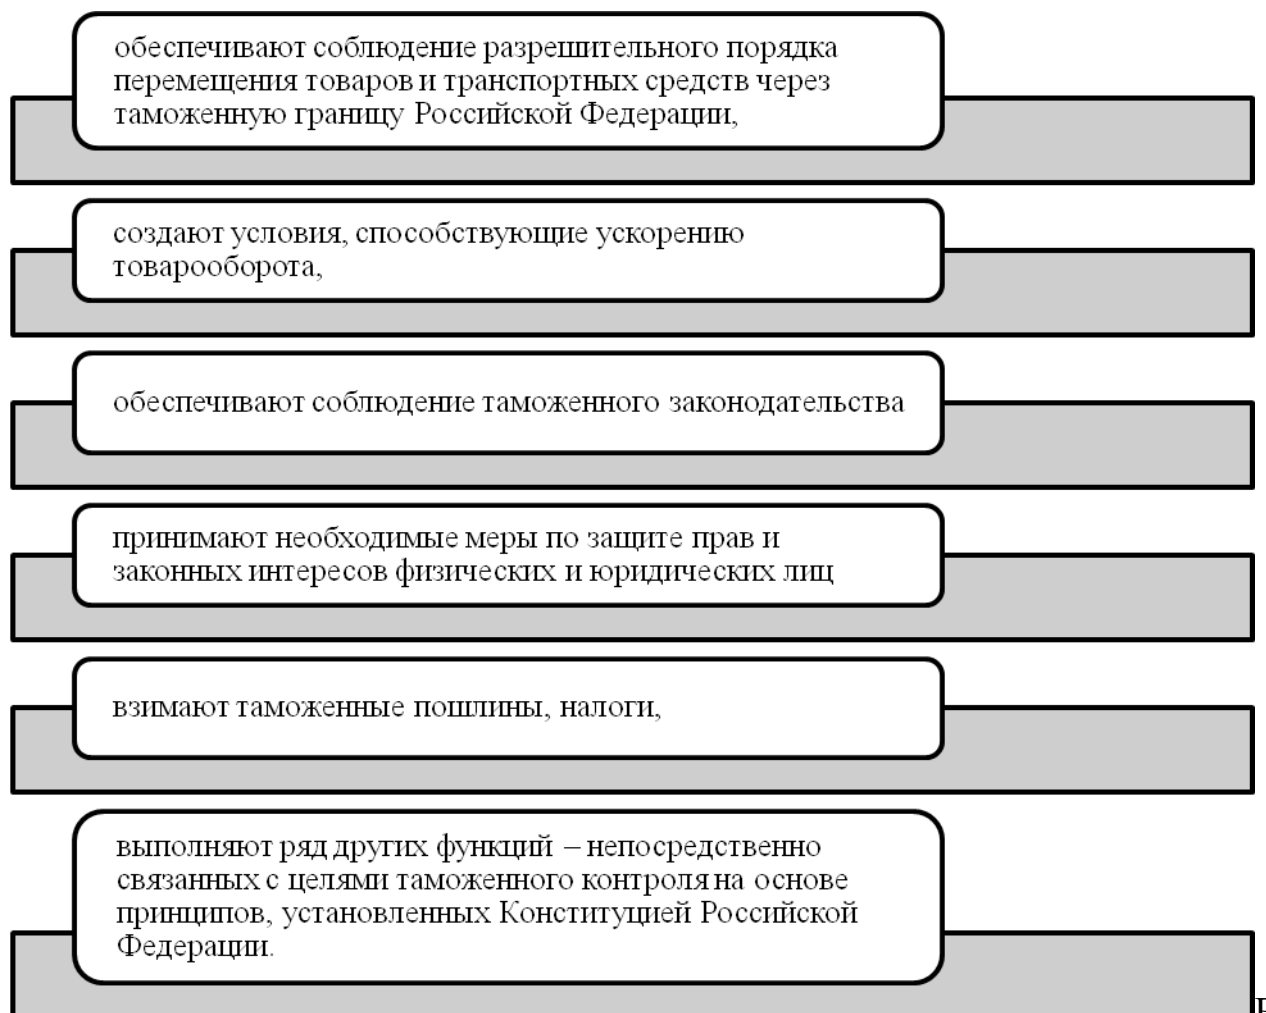 обеспечивают соблюдение разрешительного порядка
перемещения товаров и транспортных средств через
таможенную границу Российской Федерации,
создают условия, способствующие ускорению
товарооборота,
обеспечивают соблюдение таможенного законодательства
принимают необходимые меры по защите прав и
законных интересов физических и юридических лиц
взимают таможенные пошлины, налоги,
выполняют ряд других функций – непосредственно
связанных с целями таможенного контроля на основе
принципов, установленных Конституцией Российской
Федерации.